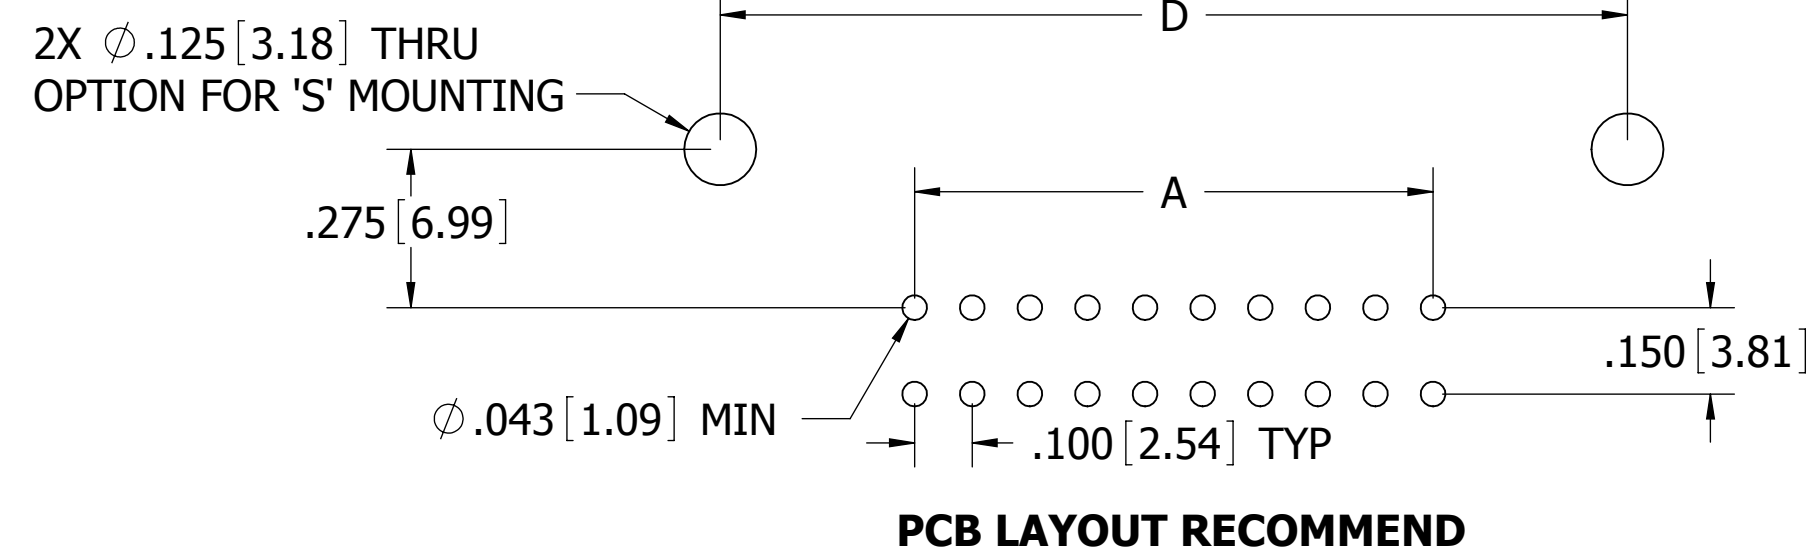 D
2X ∅.125[3.18] THRU
OPTION FOR 'S' MOUNTING
A
.275[6.99]
.150[3.81]
∅.043[1.09] MIN
.100[2.54] TYP
PCB LAYOUT RECOMMEND